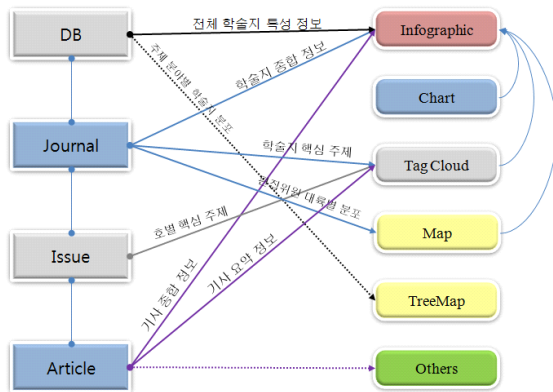 DB
전체 학술지 특성 정보
Infographic
주제 분야별 학술지 분포
학술지 종합 정보
Chart
Journal
학술지 핵심 주제
Tag Cloud
편집위원 대륙별 분포
호별 핵심 주제
Map
Issue
기사 종합 정보
기사 요약 정보
TreeMap
Article
Others